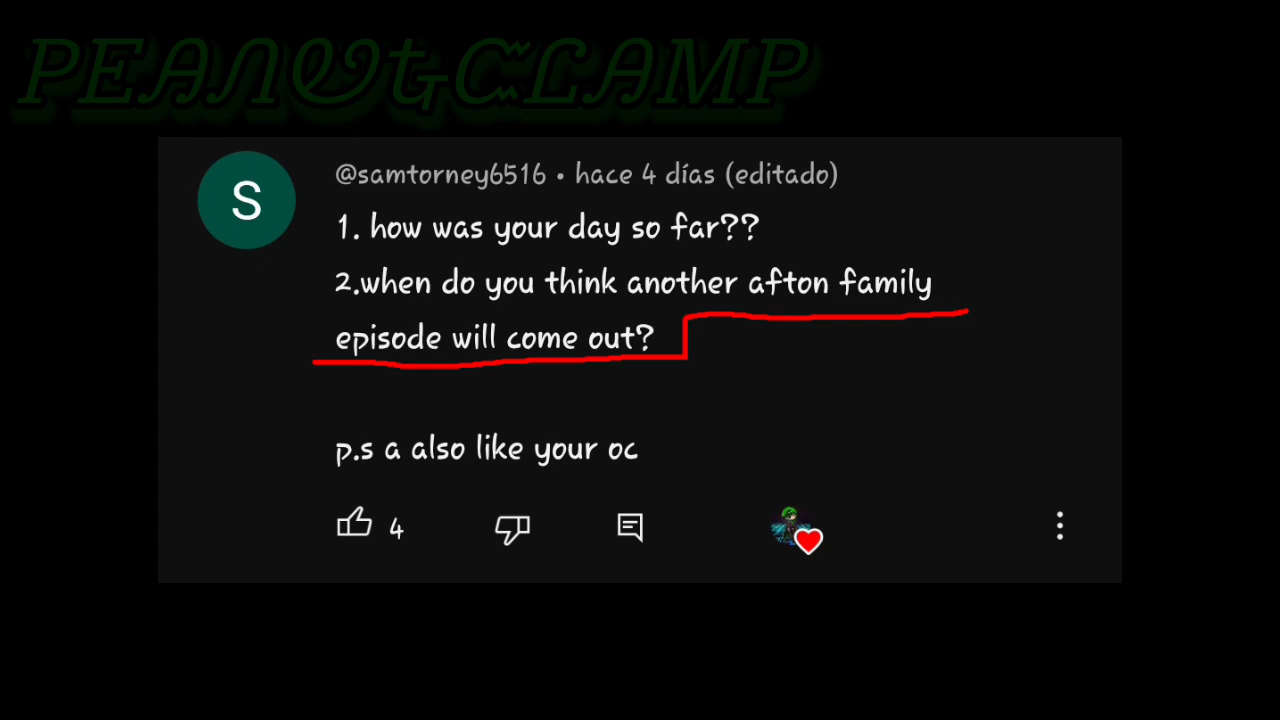 PEANUTCLAMP
@samtorney6516 • hace 4 días (editado)
1. how was your day so far??
2.when do you think another afton family
episode will come out?
p.s a also like your oc
4
S